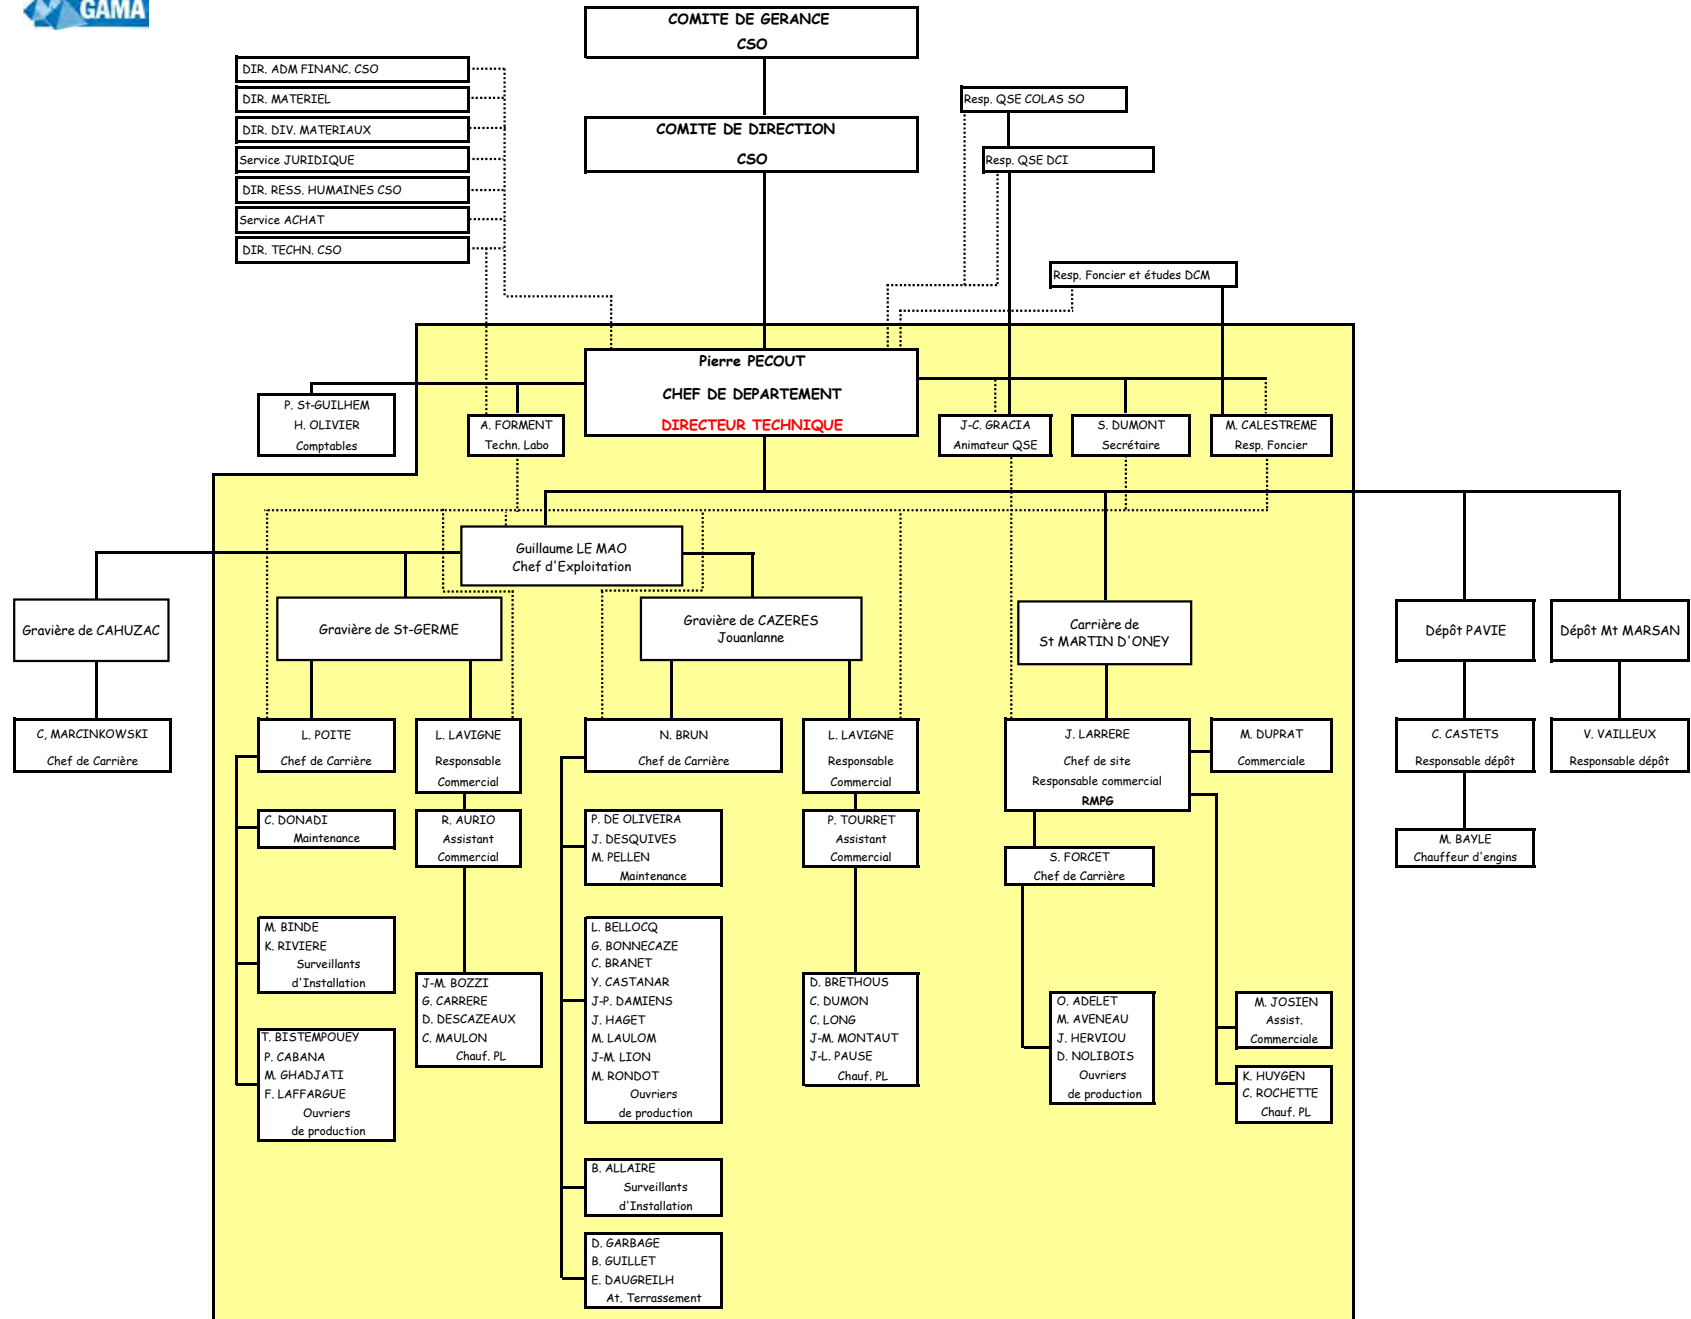 GAMA
COMITE DE GERANCE
CSO
DIR. ADM FINANC. CSO
DIR. MATERIEL
DIR. DIV. MATERIAUX
Service JURIDIQUE
DIR. RESS. HUMAINES CSO
Service ACHAT
DIR. TECHN. CSO
COMITE DE DIRECTION
CSO
Resp. QSE COLAS SO
Resp. QSE DCI
Resp. Foncier et études DCM
Pierre PECOUT
CHEF DE DEPARTEMENT
DIRECTEUR TECHNIQUE
P. St-GUILHEM
H. OLIVIER
Comptables
A. FORMENT
Techn. Labo
J-C. GRACIA
Animateur QSE
S. DUMONT
Secrétaire
M. CALESTREME
Resp. Foncier
Guillaume LE MAO
Chef d'Exploitation
Gravière de CAHUZAC
Gravière de St-GERME
Gravière de CAZERES
Jouanlanne
Carrière de
St MARTIN D'ONEY
Dépôt PAVIE
Dépôt Mt MARSAN
C, MARCINKOWSKI
Chef de Carrière
L. POITE
Chef de Carrière
L. LAVIGNE
Responsable
Commercial
N. BRUN
Chef de Carrière
L. LAVIGNE
Responsable
Commercial
J. LARRERE
Chef de site
Responsable commercial
RMPG
M. DUPRAT
Commerciale
C. CASTETS
Responsable dépôt
V. VAILLEUX
Responsable dépôt
C. DONADI
Maintenance
R. AURIO
Assistant
Commercial
P. DE OLIVEIRA
J. DESQUIVES
M. PELLEN
Maintenance
P. TOURRET
Assistant
Commercial
S. FORCET
Chef de Carrière
M. BAYLE
Chauffeur d'engins
M. BINDE
K. RIVIERE
Surveillants
d'Installation
J-M. BOZZI
G. CARRERE
D. DESCAZEAUX
C. MAULON
Chauf. PL
L. BELLOCQ
G. BONNECAZE
C. BRANET
Y. CASTANAR
J-P. DAMIENS
J. HAGET
M. LAULOM
J-M. LION
M. RONDOT
Ouvriers
de production
D. BRETHOUS
C. DUMON
C. LONG
J-M. MONTAUT
J-L. PAUSE
Chauf. PL
O. ADELET
M. AVENEAU
J. HERVIOU
D. NOLIBOIS
Ouvriers
de production
M. JOSIEN
Assist.
Commerciale
K. HUYGEN
C. ROCHETTE
Chauf. PL
T. BISTEMPOUEY
P. CABANA
M. GHADJATI
F. LAFFARGUE
Ouvriers
de production
B. ALLAIRE
Surveillants
d'Installation
D. GARBAGE
B. GUILLET
E. DAUGREILH
At. Terrassement